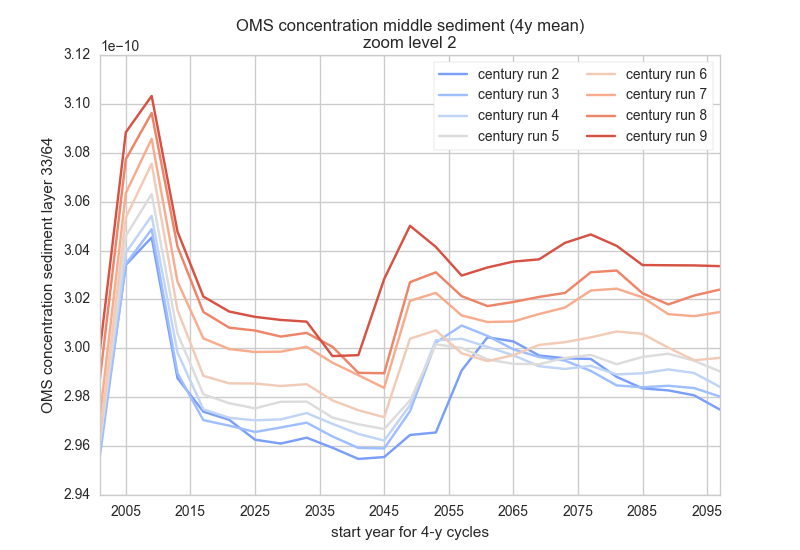 OMS concentration middle sediment (4y mean)
zoom level 2
1e−10
3.12
3.10
3.08
3.06
3.04
3.02
3.00
2.98
2.96
2.94
OMS concentration sediment layer 33/64
century run 2
century run 3
century run 4
century run 5
century run 6
century run 7
century run 8
century run 9
2005 2015 2025 2035 2045 2055 2065 2075 2085 2095
start year for 4-y cycles